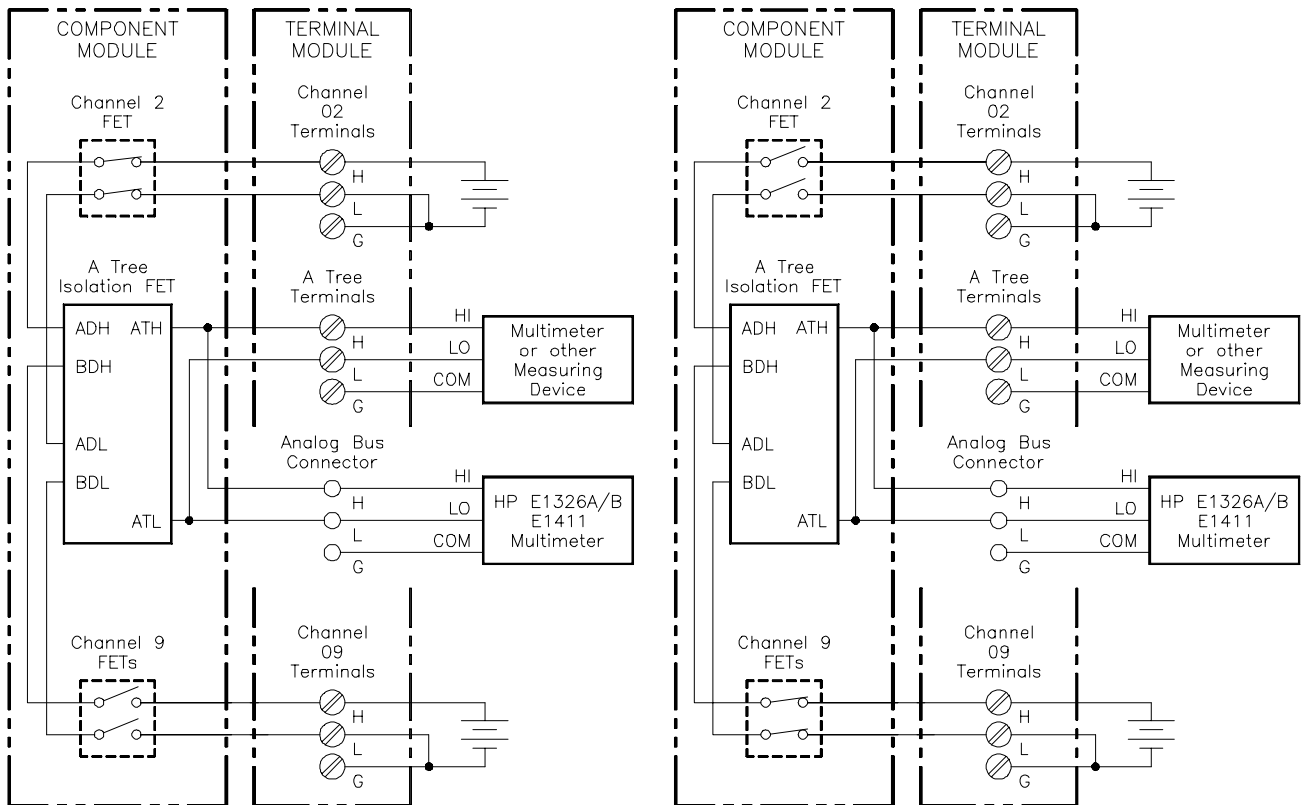 COMPONENT
MODULE
TERMINAL
MODULE
Channel 2
FET
Channel
02
Terminals
H
L
G
A Tree
Isolation FET
A Tree
Terminals
ADH
ATH
BDH
ADL
BDL
ATL
H
L
G
HI
LO
COM
Multimeter
or other
Measuring
Device
Analog Bus
Connector
H
L
G
HI
LO
COM
HP E1326A/B
E1411
Multimeter
Channel 9
FETs
Channel
09
Terminals
H
L
G
COMPONENT
MODULE
TERMINAL
MODULE
Channel 2
FET
Channel
02
Terminals
H
L
G
A Tree
Isolation FET
A Tree
Terminals
ADH
ATH
BDH
ADL
BDL
ATL
H
L
G
HI
LO
COM
Multimeter
or other
Measuring
Device
Analog Bus
Connector
H
L
G
HI
LO
COM
HP E1326A/B
E1411
Multimeter
Channel 9
FETs
Channel
09
Terminals
H
L
G